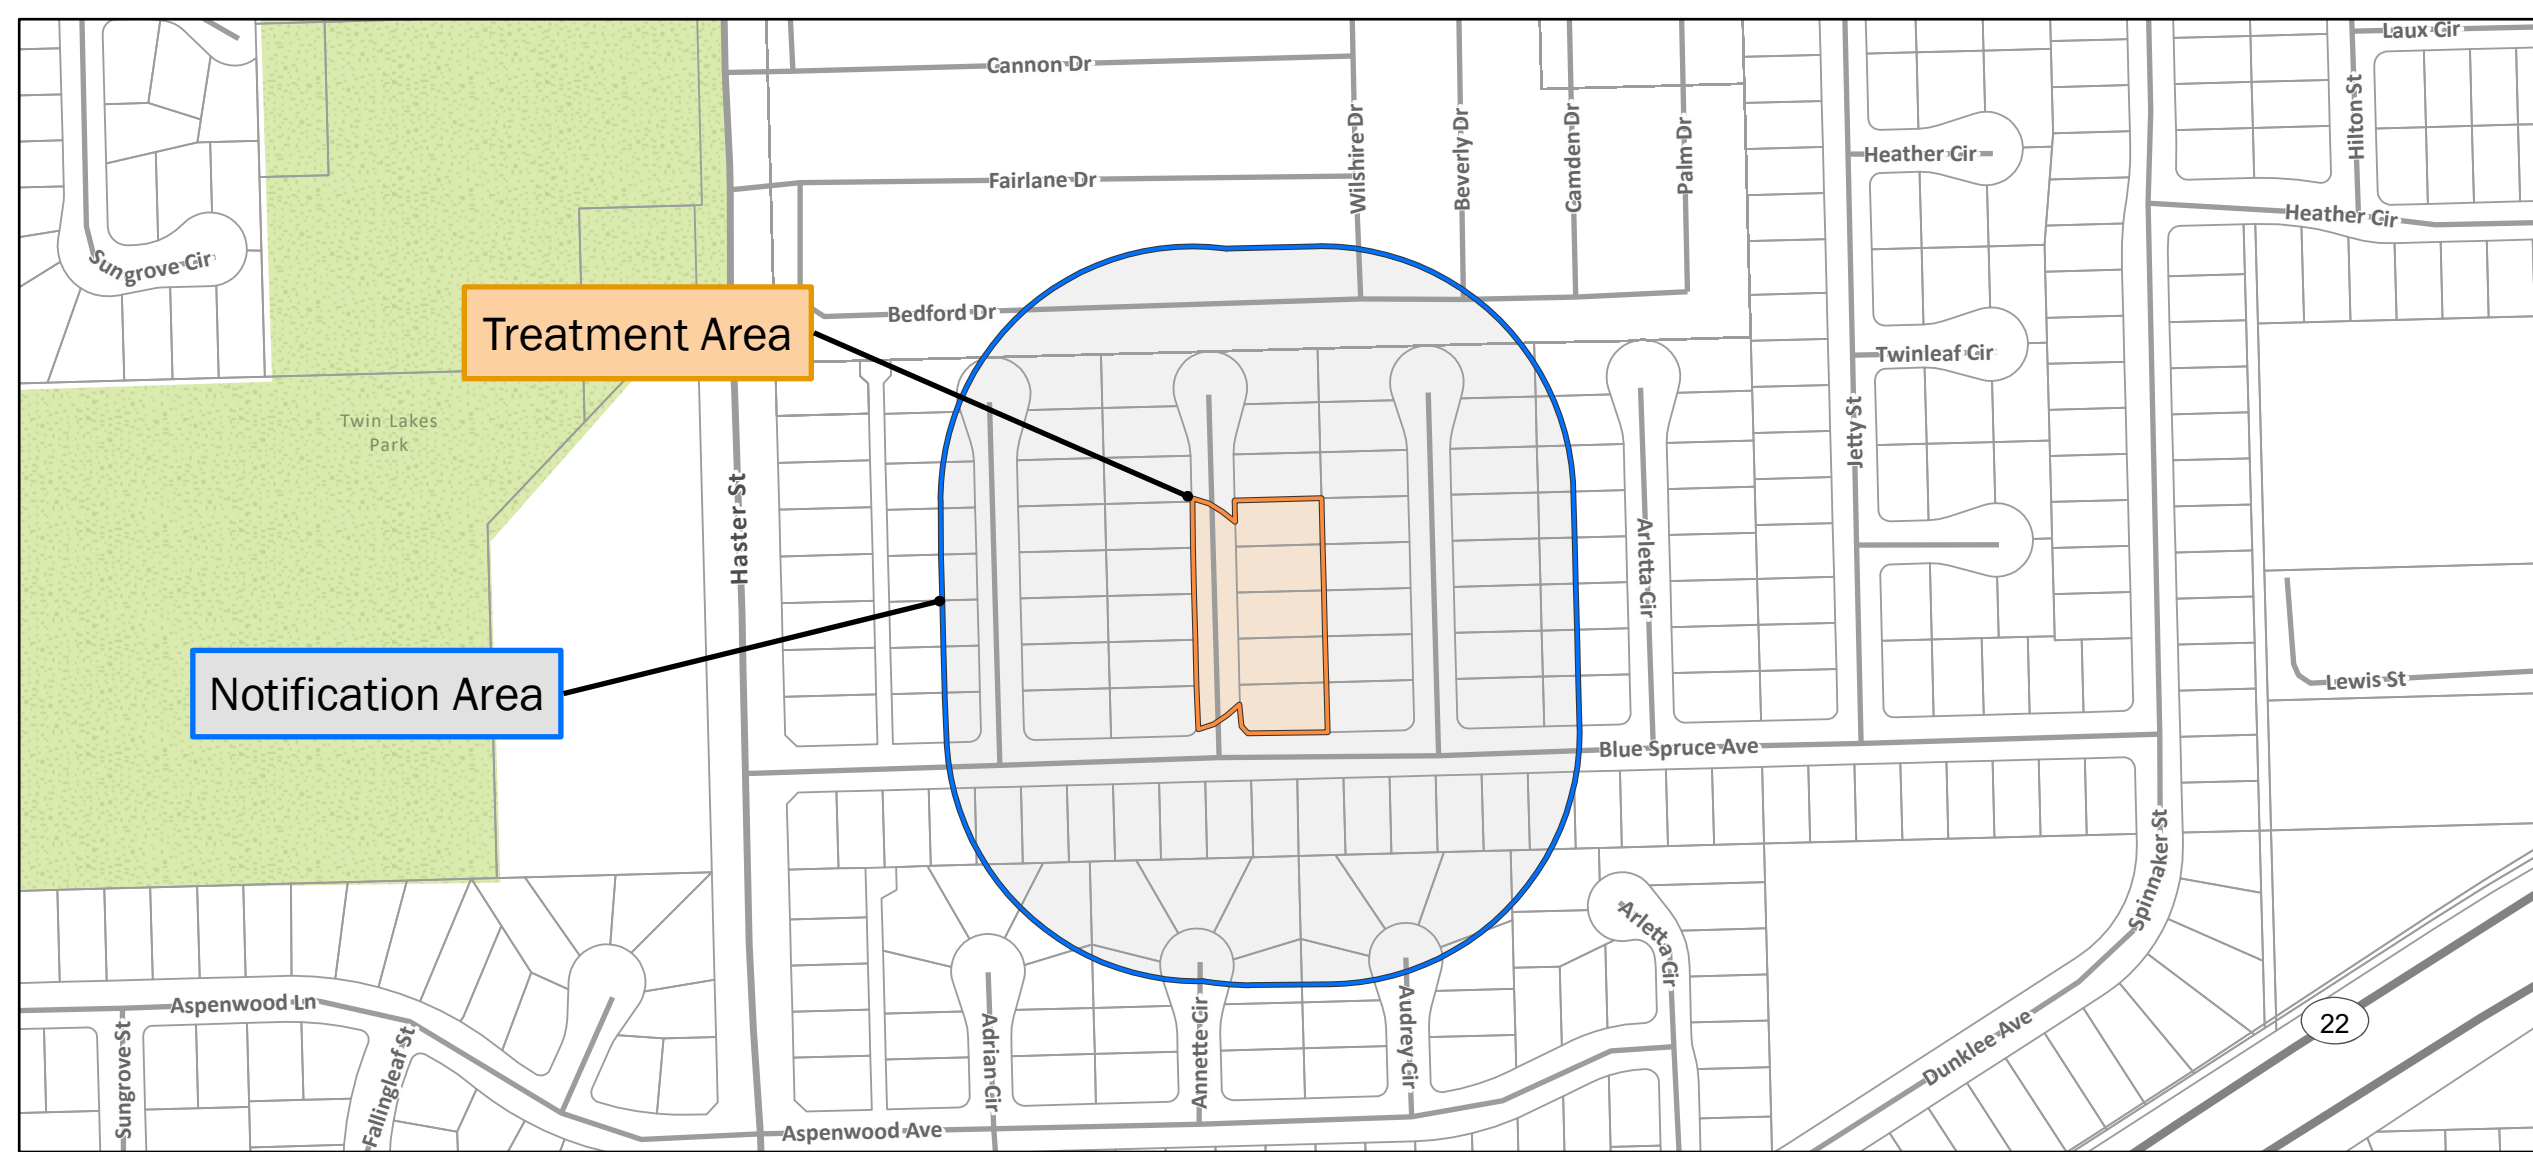 Laux Cir
Cannon Dr
Hilton St
Wilshire Dr
Beverly Dr
Camden Dr
Palm Dr
Heather Cir
Fairlane Dr
Heather Cir
Sungrove Cir
Bedford Dr
Treatment Area
Twinleaf Cir
Twin Lakes
Park
Jetty St
Haster St
Arletta Cir
Notification Area
Lewis St
Blue Spruce Ave
Spinnaker St
Arletta Cir
Aspenwood Ln
22
Sungrove St
Fallingleaf St
Adrian Cir
Annette Cir
Audrey Cir
Dunklee Ave
Aspenwood Ave